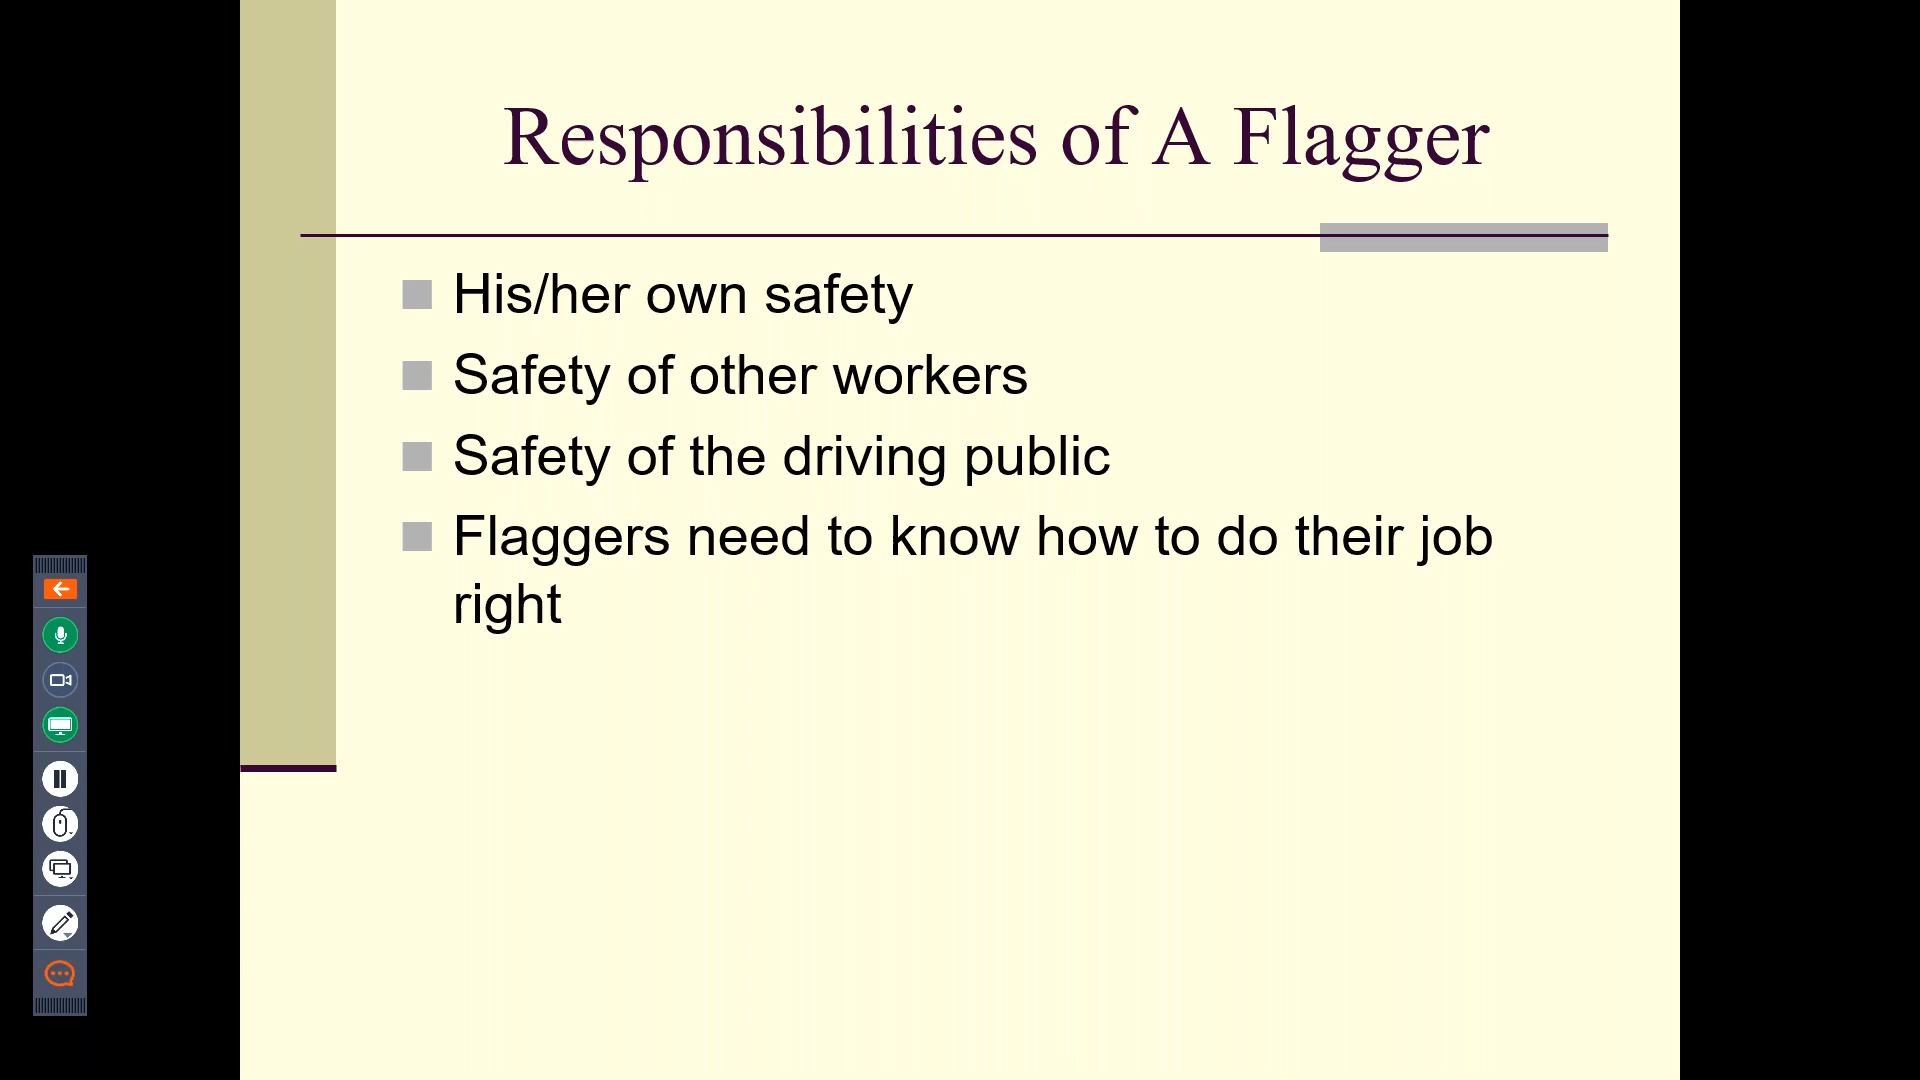 Responsibilities of A Flagger
His/her own safety
Safety of other workers
Safety of the driving public
Flaggers need to know how to do their job
right